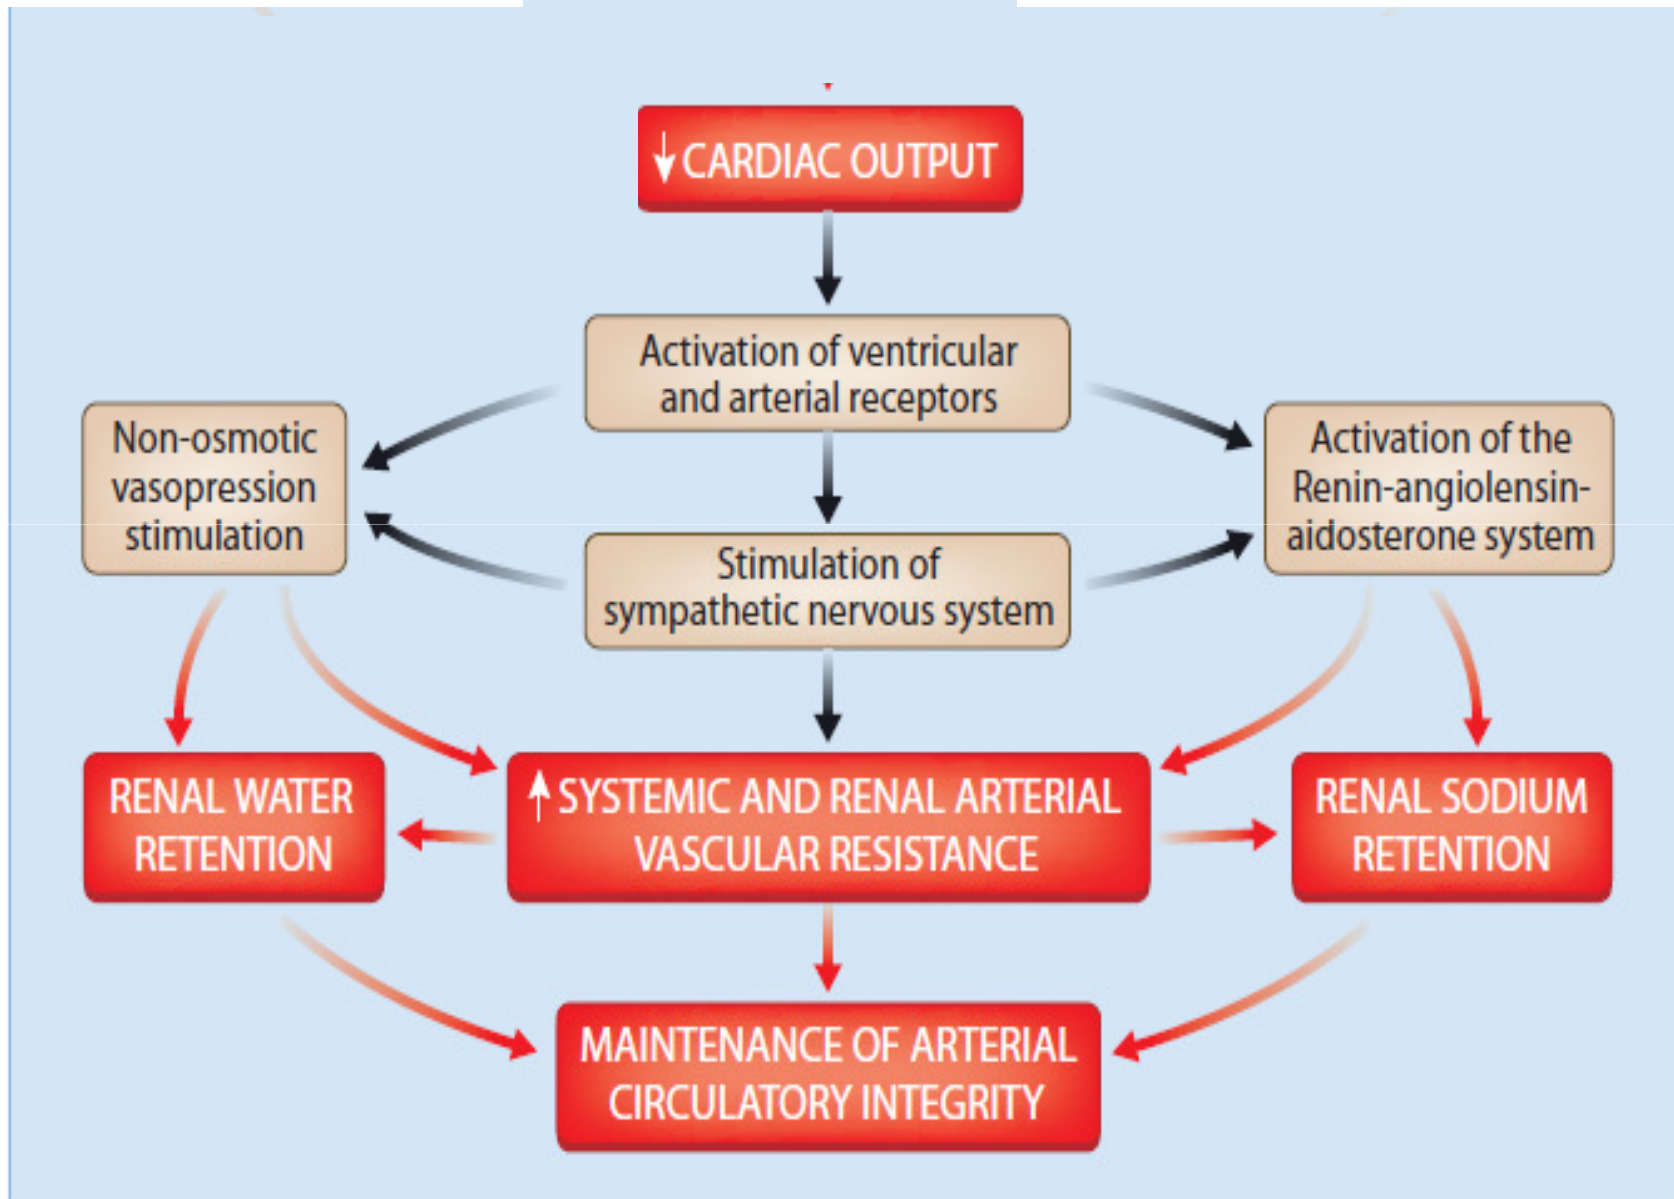 ↓ CARDIAC OUTPUT
Activation of ventricular
and arterial receptors
Non-osmotic
vasopression
stimulation
Activation of the
Renin-angiolensin-
aidosterone system
Stimulation of
sympathetic nervous system
RENAL WATER
RETENTION
↑ SYSTEMIC AND RENAL ARTERIAL
VASCULAR RESISTANCE
RENAL SODIUM
RETENTION
MAINTENANCE OF ARTERIAL
CIRCULATORY INTEGRITY